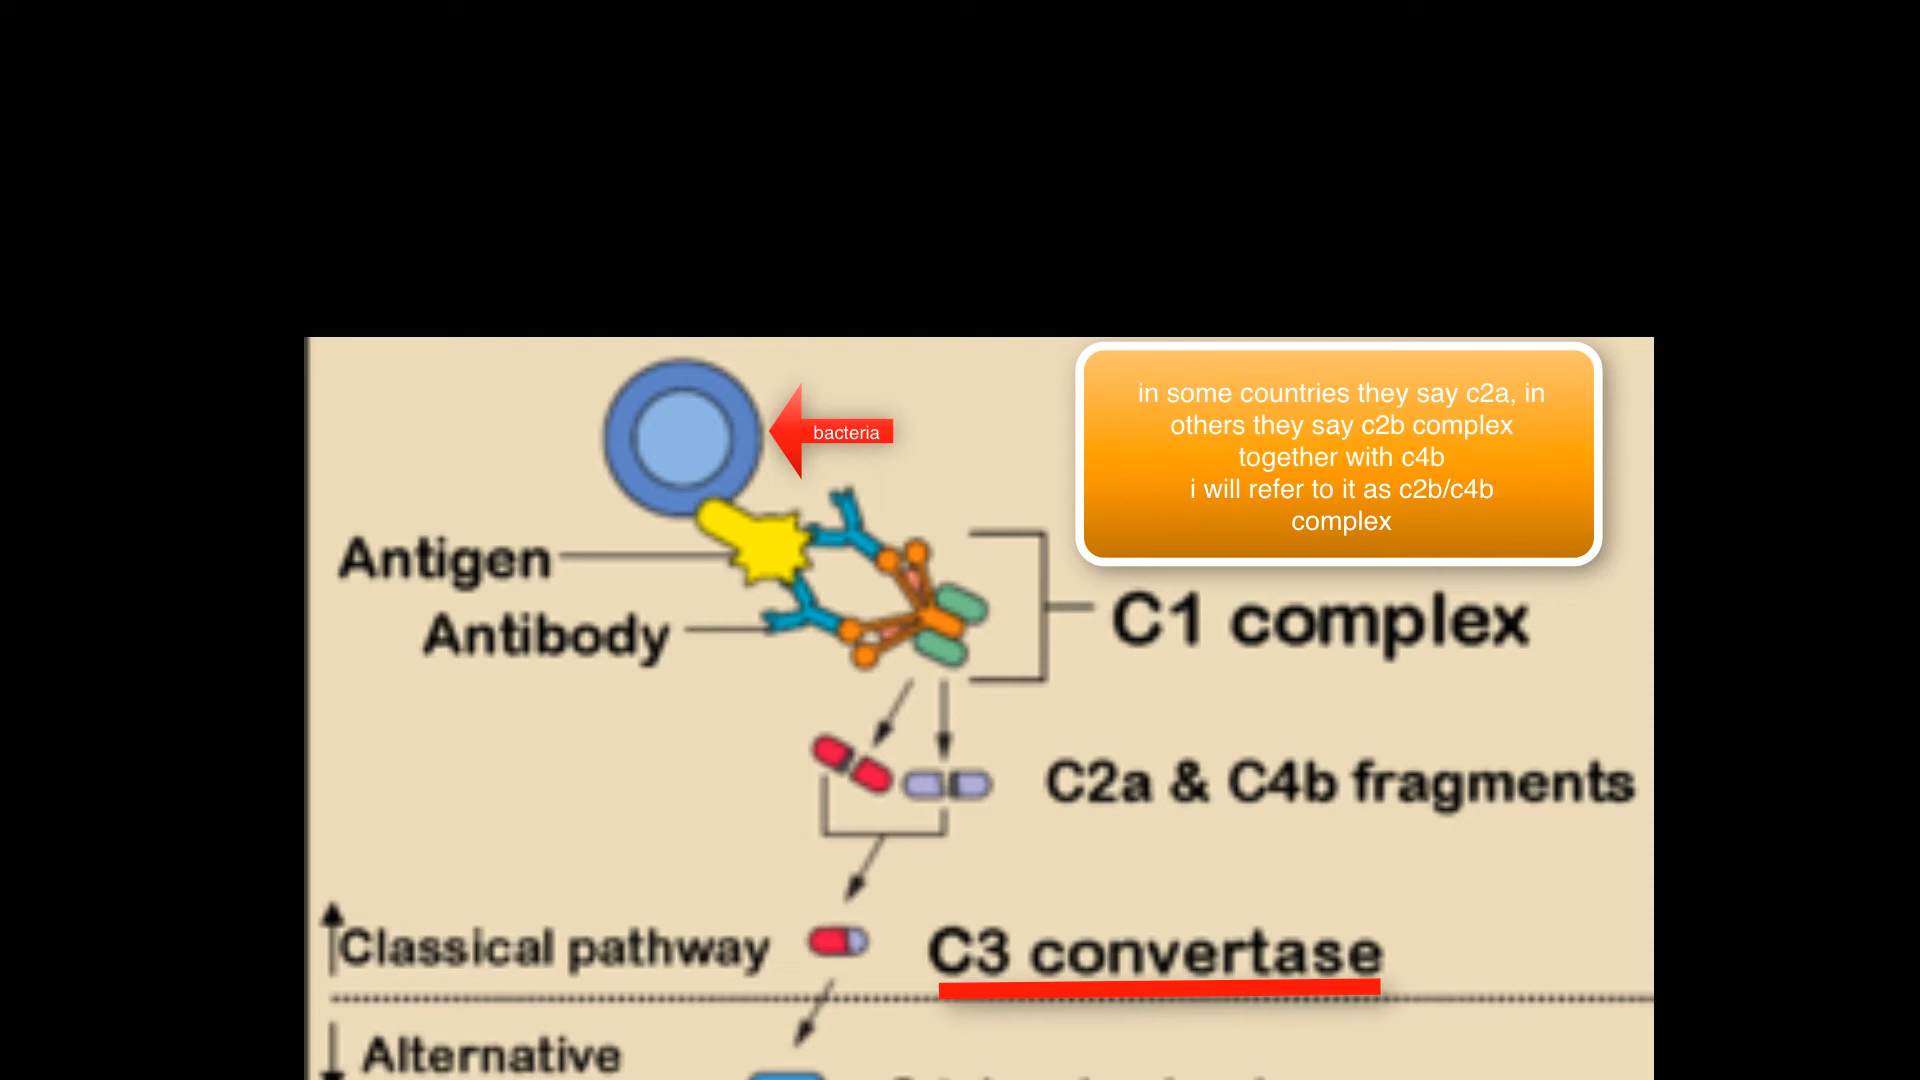 in some countries they say c2a, in
others they say c2b complex
together with c4b
i will refer to it as c2b/c4b
complex
bacteria
Antigen
Antibody
C1 complex
C2a & C4b fragments
Classical pathway
C3 convertase
Alternative